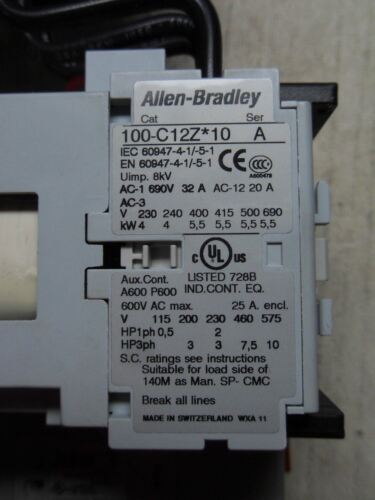 Allen-Bradley
Cat Ser
100-C12Z*10 A
IEC 60947-4-1/-5-1
EN 60947-4-1/-5-1
Uimp. 8kV
CE CCC
A600478
AC-1 690V 32 A AC-12 20 A
AC-3
V 230 240 400 415 500 690
kW 4 4 5,5 5,5 5,5 5,5
c UL us
Aux.Cont. LISTED 728B
A600 P600 IND.CONT. EQ.
600V AC max. 25 A. encl.
V 115 200 230 460 575
HP1ph 0,5 2
HP3ph 3 3 7,5 10
S.C. ratings see instructions
Suitable for load side of
140M as Man. SP- CMC
Break all lines
MADE IN SWITZERLAND WXA 11